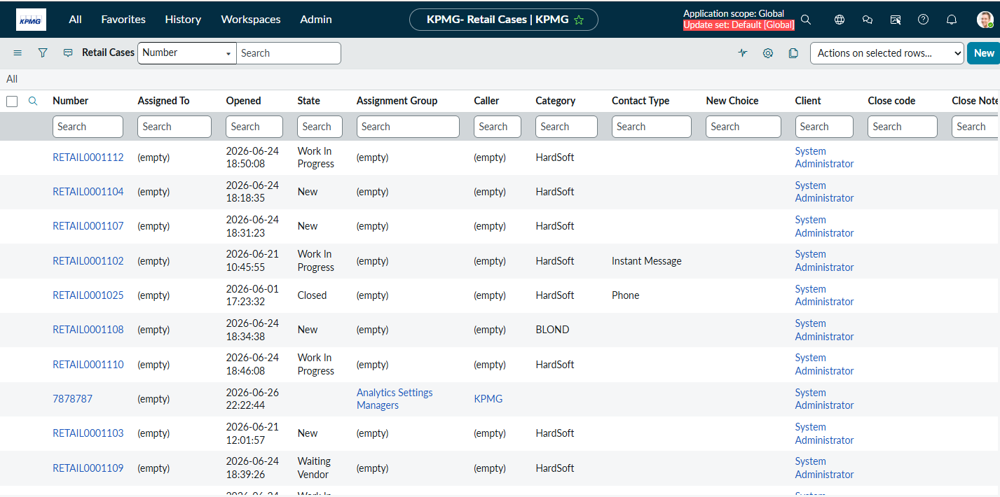 KPMG
All Favorites History Workspaces Admin
KPMG- Retail Cases | KPMG
Application scope: Global
Update set: Default [Global]
Retail Cases Number Search
Actions on selected rows...
New
All
Number Assigned To Opened State Assignment Group Caller Category Contact Type New Choice Client Close code Close Note
Search Search Search Search Search Search Search Search Search Search Search Search
RETAIL0001112 (empty) 2026-06-24 18:50:08 Work In Progress (empty) (empty) HardSoft System Administrator
RETAIL0001104 (empty) 2026-06-24 18:18:35 New (empty) (empty) HardSoft System Administrator
RETAIL0001107 (empty) 2026-06-24 18:31:23 New (empty) (empty) HardSoft System Administrator
RETAIL0001102 (empty) 2026-06-21 10:45:55 Work In Progress (empty) (empty) HardSoft Instant Message System Administrator
RETAIL0001025 (empty) 2026-06-01 17:23:32 Closed (empty) (empty) HardSoft Phone System Administrator
RETAIL0001108 (empty) 2026-06-24 18:34:38 New (empty) (empty) BLOND System Administrator
RETAIL0001110 (empty) 2026-06-24 18:46:08 Work In Progress (empty) (empty) HardSoft System Administrator
7878787 (empty) 2026-06-26 22:22:44 Analytics Settings Managers KPMG System Administrator
RETAIL0001103 (empty) 2026-06-21 12:01:57 New (empty) (empty) HardSoft System Administrator
RETAIL0001109 (empty) 2026-06-24 18:39:26 Waiting Vendor (empty) (empty) HardSoft System Administrator